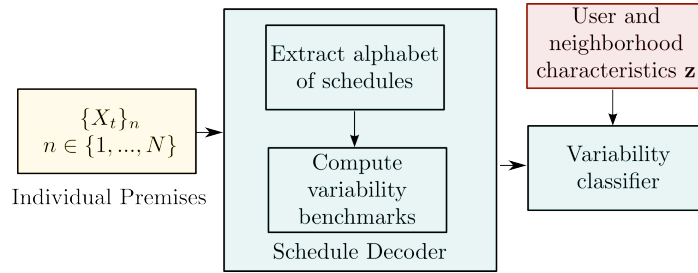 {X_t}_n
n ∈ {1, ..., N}
Individual Premises
Extract alphabet
of schedules
Compute
variability
benchmarks
Schedule Decoder
User and
neighborhood
characteristics z
Variability
classifier